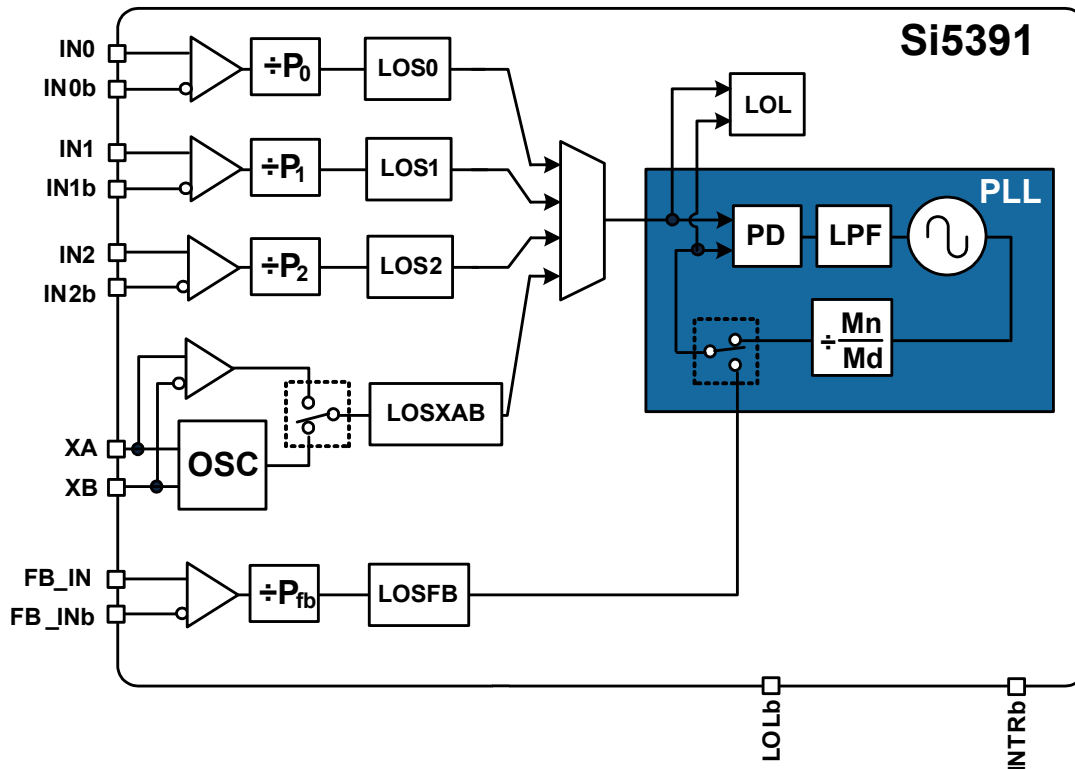 Si5391
IN0
IN0b
÷P0
LOS0
LOL
IN1
IN1b
÷P1
LOS1
PLL
PD
LPF
IN2
IN2b
÷P2
LOS2
÷ Mn
Md
LOSXAB
XA
XB
OSC
FB_IN
FB_INb
÷Pfb
LOSFB
LOLb
INTRb